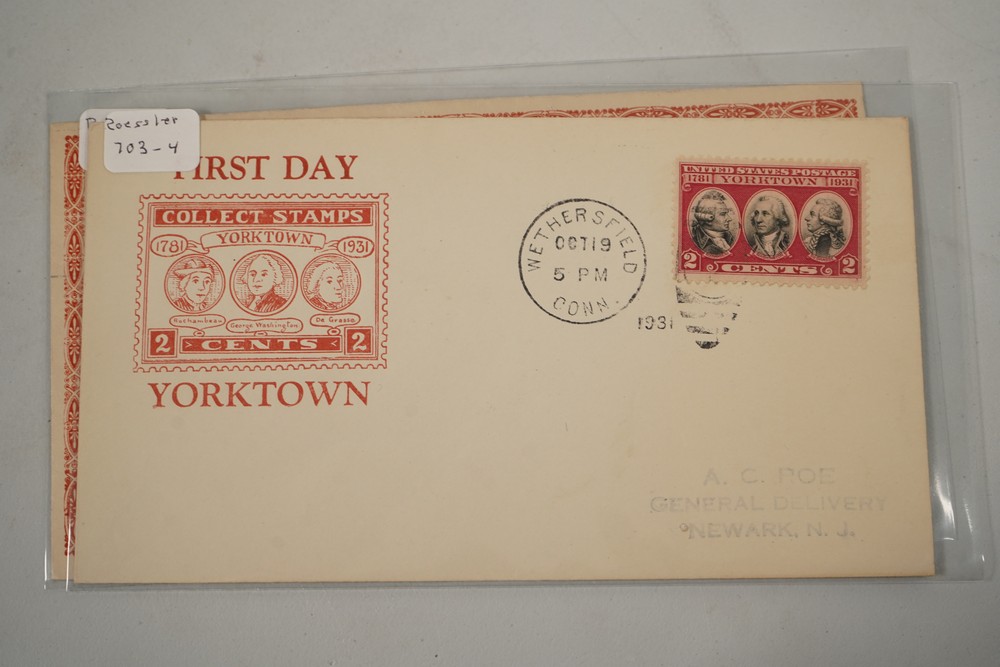 Roessler
703-4
FIRST DAY
COLLECT STAMPS
1781 YORKTOWN 1931
Rochambeau George Washington De Grasse
2 CENTS 2
YORKTOWN
WETHERSFIELD
OCT 19
5 PM
CONN.
1931
UNITED STATES POSTAGE
1781 YORKTOWN 1931
2 CENTS 2
A. C. ROE
GENERAL DELIVERY
NEWARK, N. J.